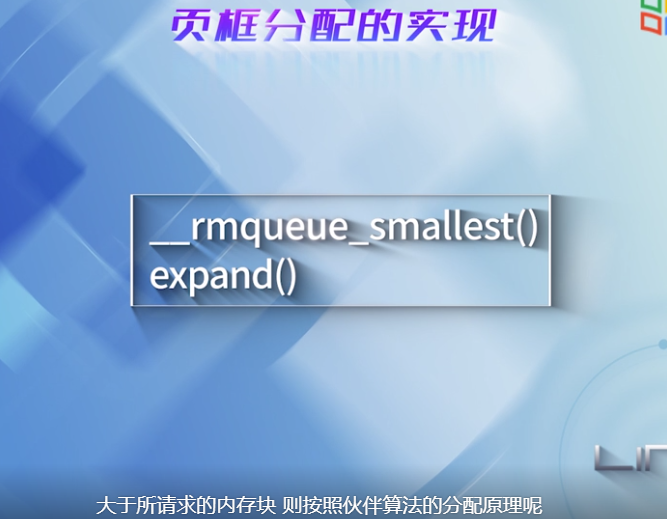 页框分配的实现
__rmqueue_smallest()
expand()
大于所请求的内存块 则按照伙伴算法的分配原理呢